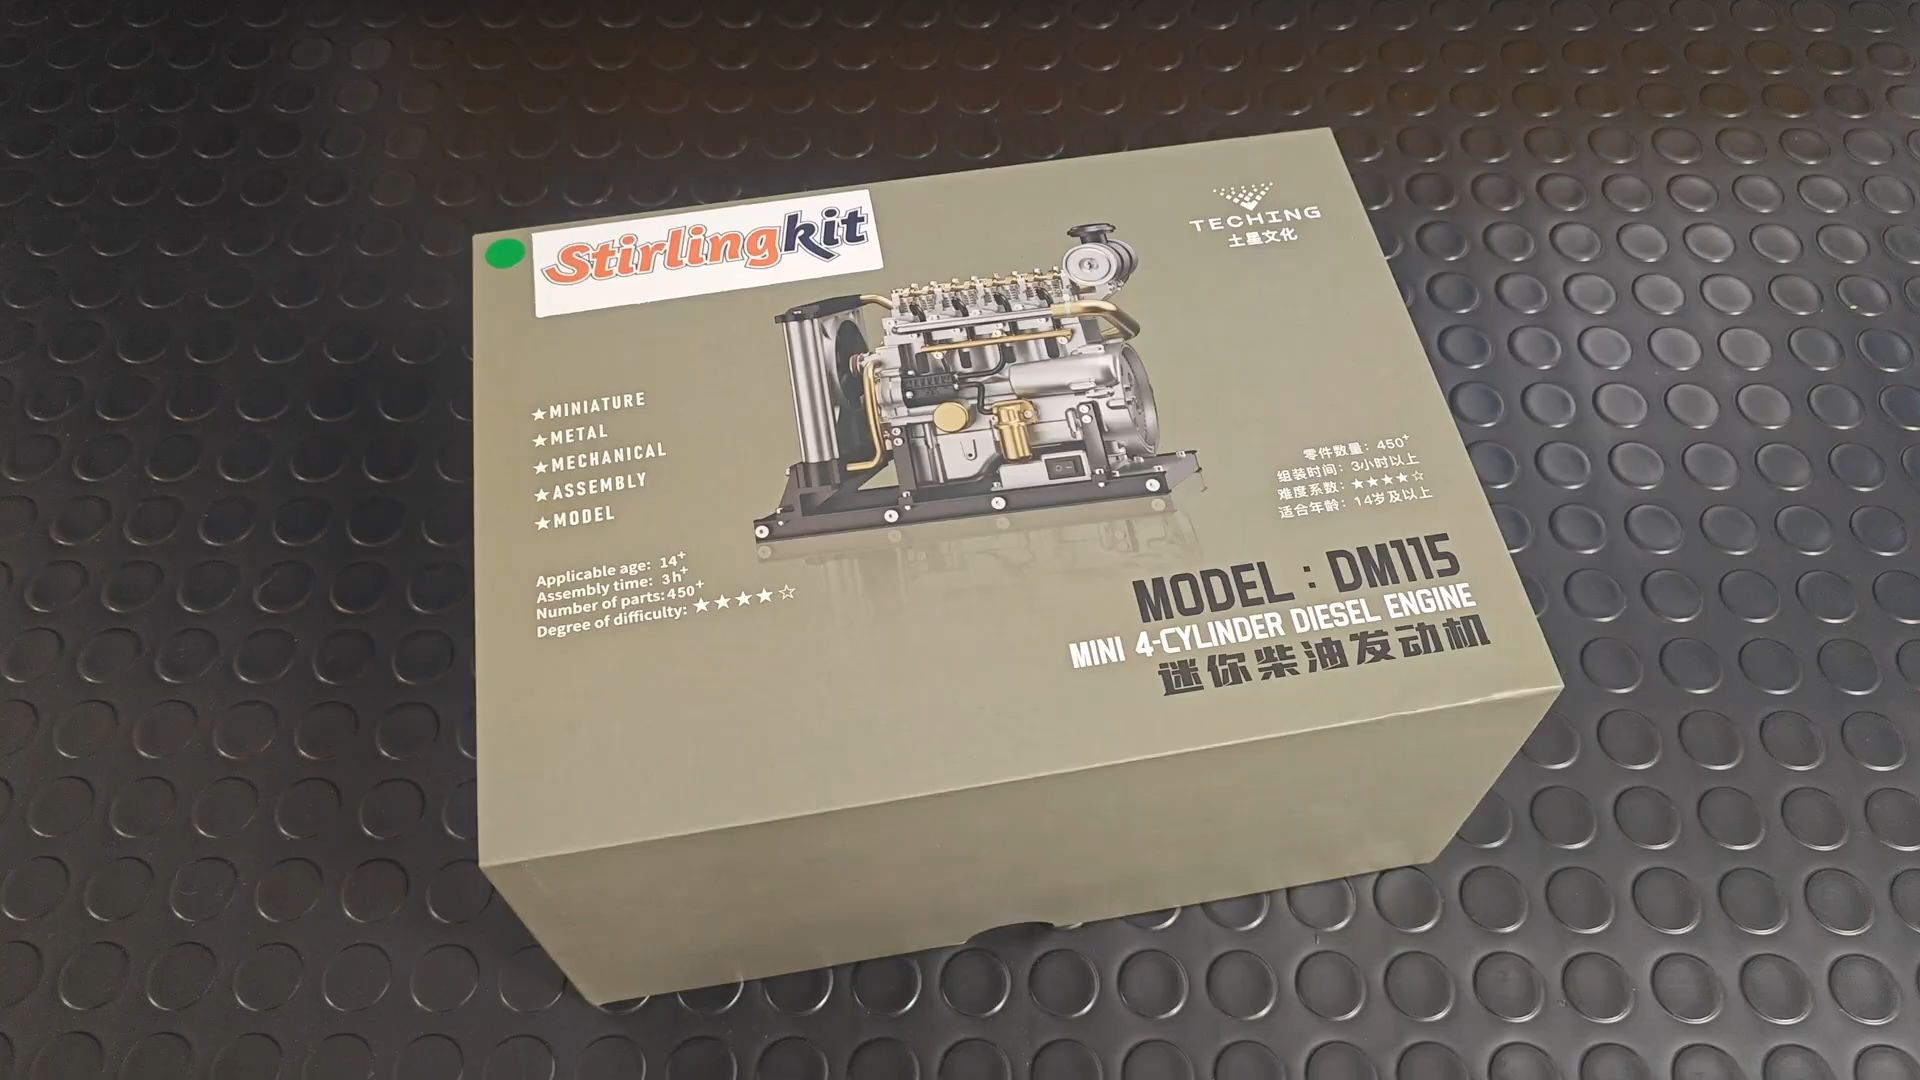 Stirlingkit
TECHING
土星文化
★MINIATURE
★METAL
★MECHANICAL
★ASSEMBLY
★MODEL
Applicable age: 14+
Assembly time: 3h+
Number of parts: 450+
Degree of difficulty: ★★★★☆
零件数量: 450+
组装时间: 3小时以上
难度系数: ★★★★☆
适合年龄: 14岁及以上
MODEL : DM115
MINI 4-CYLINDER DIESEL ENGINE
迷你柴油发动机